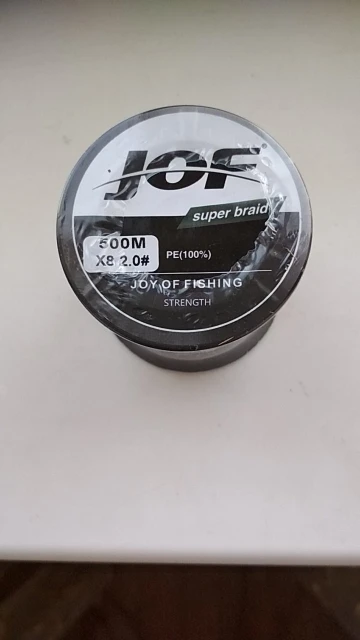 JOF®
super braid
500M
X8 2.0#
PE(100%)
JOY OF FISHING
STRENGTH